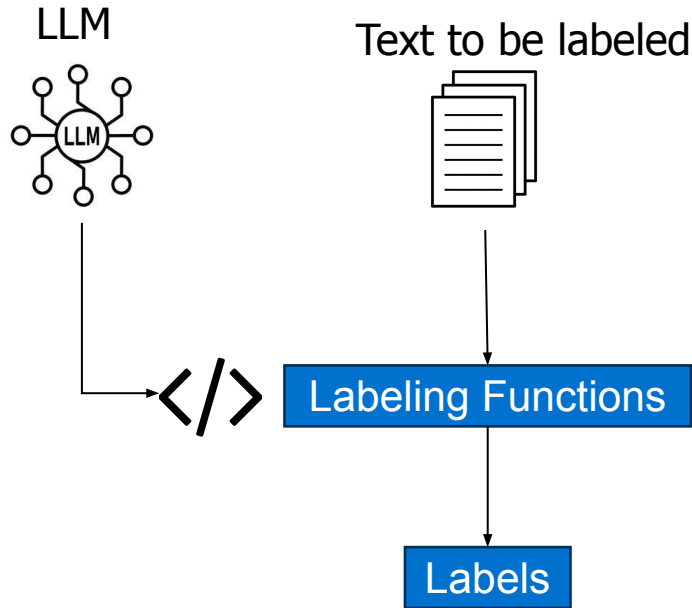 LLM
Text to be labeled
LLM
</>
Labeling Functions
Labels